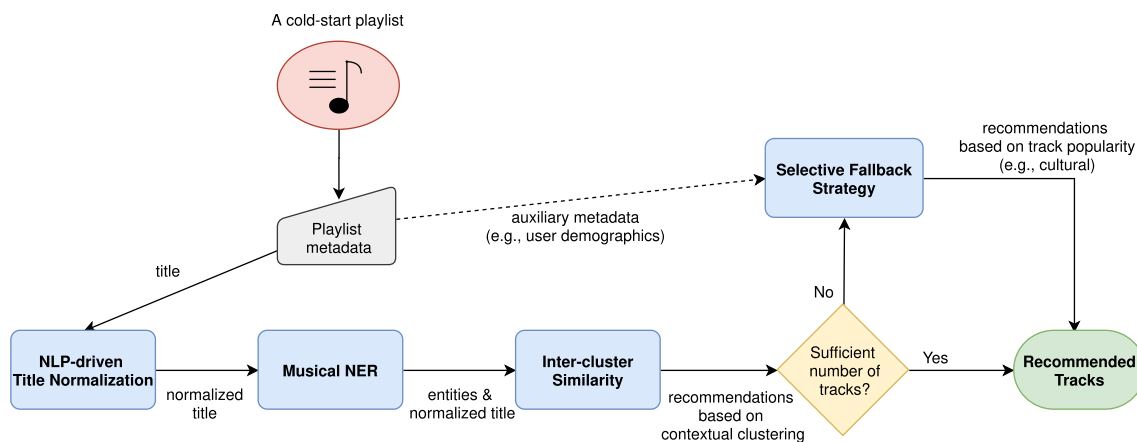 A cold-start playlist
Playlist
metadata
title
auxiliary metadata
(e.g., user demographics)
Selective Fallback
Strategy
recommendations
based on track popularity
(e.g., cultural)
NLP-driven
Title Normalization
normalized
title
Musical NER
entities &
normalized title
Inter-cluster
Similarity
recommendations
based on
contextual clustering
Sufficient
number of
tracks?
No
Yes
Recommended
Tracks